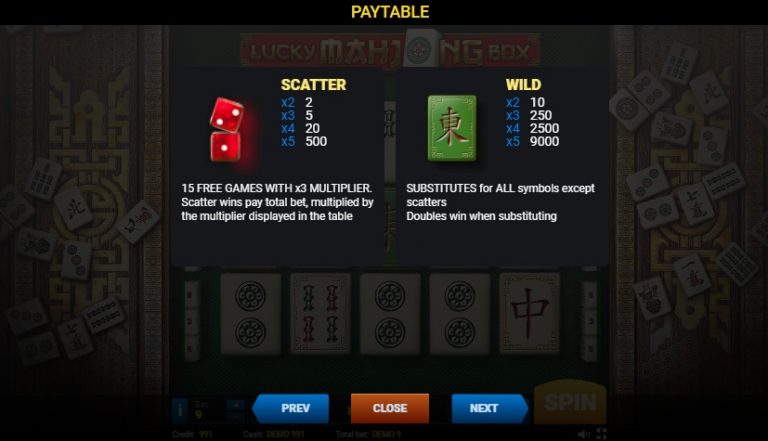 PAYTABLE
LUCKY MAHJONG BOX
SCATTER
x2 2
x3 5
x4 20
x5 500
15 FREE GAMES WITH x3 MULTIPLIER.
Scatter wins pay total bet, multiplied by
the multiplier displayed in the table
WILD
x2 10
x3 250
x4 2500
x5 9000
東
SUBSTITUTES for ALL symbols except
scatters
Doubles win when substituting
中
i
Bet
9
PREV
CLOSE
NEXT
SPIN
Credit: 991
Cash: DEMO 991
Total bet: DEMO 9